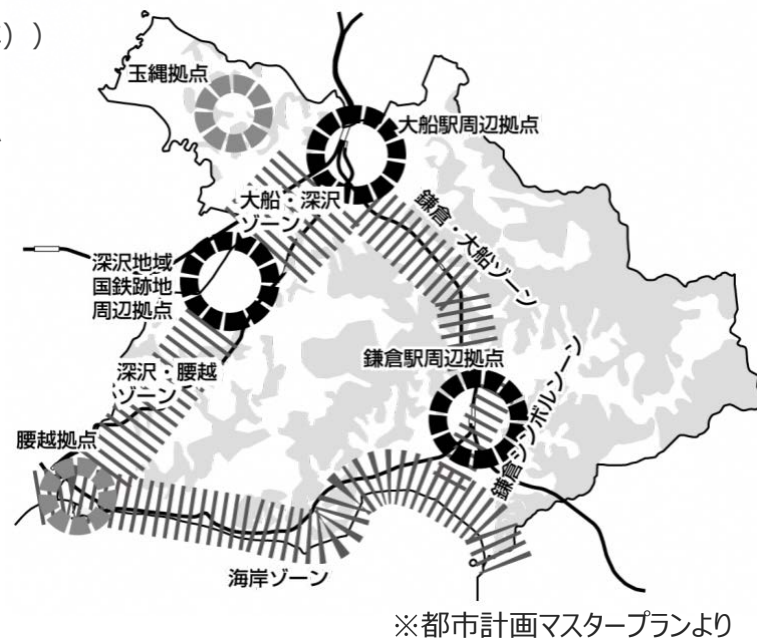 ））
玉縄拠点
大船駅周辺拠点
大船・深沢
ゾーン
鎌倉・大船ゾーン
深沢地域
国鉄跡地
周辺拠点
鎌倉駅周辺拠点
深沢・腰越
ゾーン
鎌倉シンボルゾーン
腰越拠点
海岸ゾーン
※都市計画マスタープランより